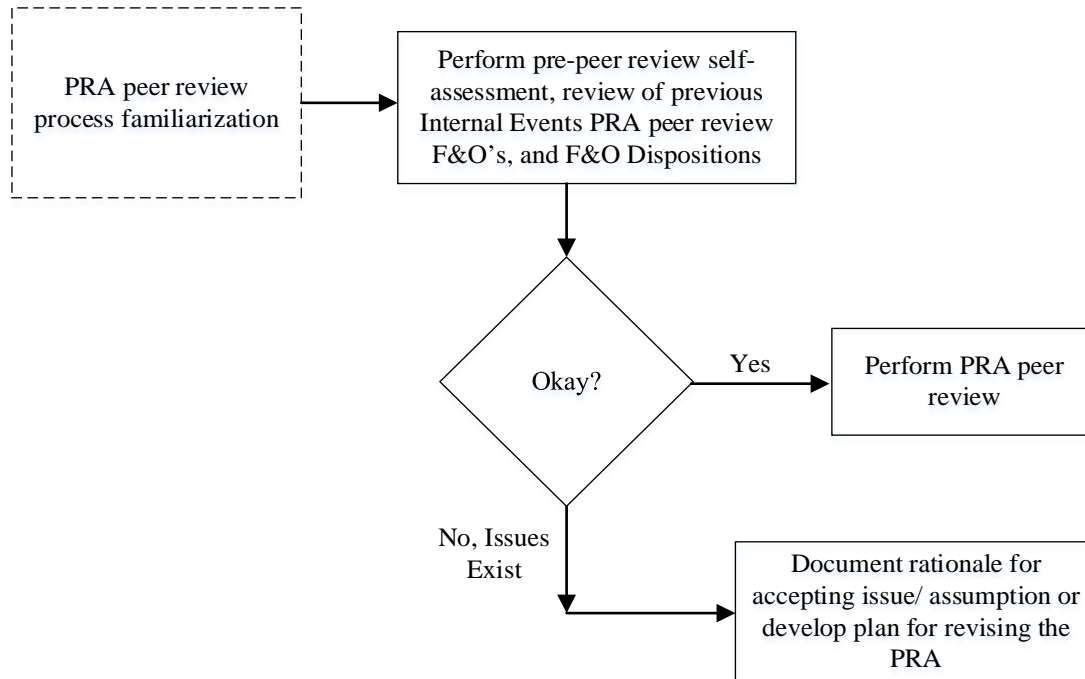 PRA peer review
process familiarization
Perform pre-peer review self-
assessment, review of previous
Internal Events PRA peer review
F&O's, and F&O Dispositions
Okay?
Yes
Perform PRA peer
review
No, Issues
Exist
Document rationale for
accepting issue/ assumption or
develop plan for revising the
PRA